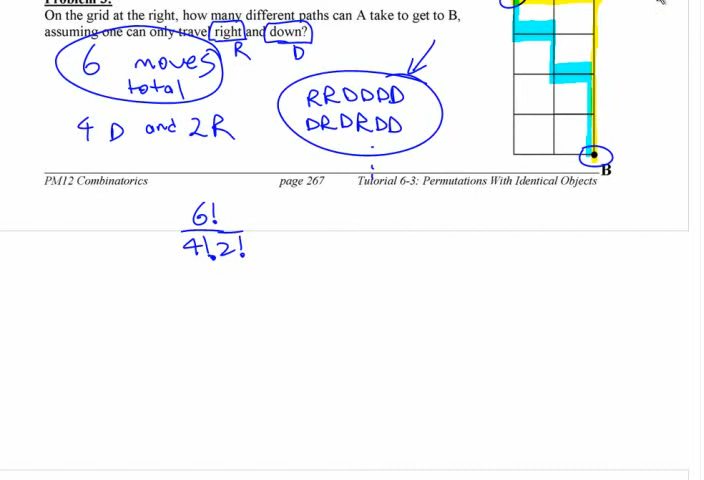 Problem 3:
On the grid at the right, how many different paths can A take to get to B,
assuming one can only travel right and down?
R D
6 moves
total
RRDDDD
DRDRDD
4 D and 2R
B
PM12 Combinatorics page 267 Tutorial 6-3: Permutations With Identical Objects
6!
4!2!